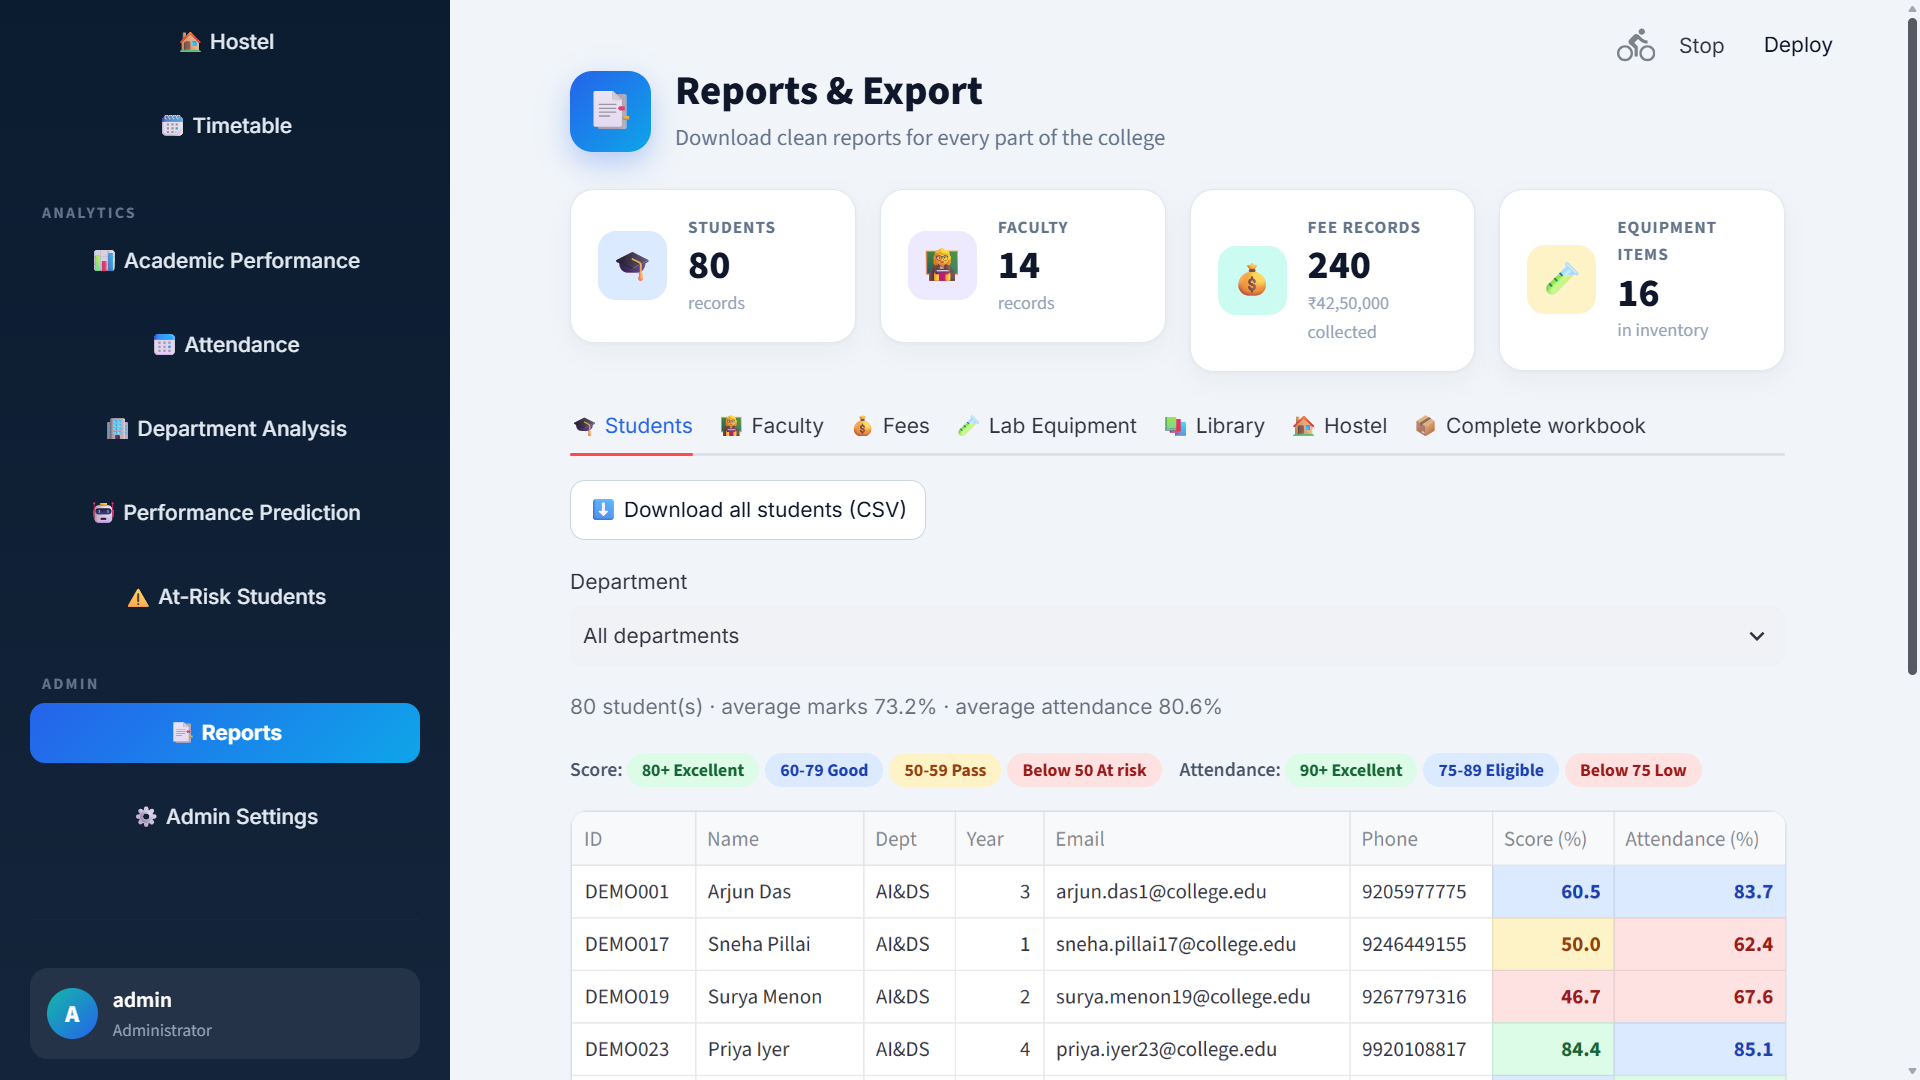 Hostel
Timetable
ANALYTICS
Academic Performance
Attendance
Department Analysis
Performance Prediction
At-Risk Students
ADMIN
Reports
Admin Settings
A
admin
Administrator
Stop
Deploy
Reports & Export
Download clean reports for every part of the college
STUDENTS
80
records
FACULTY
14
records
FEE RECORDS
240
₹42,50,000
collected
EQUIPMENT
ITEMS
16
in inventory
Students
Faculty
Fees
Lab Equipment
Library
Hostel
Complete workbook
Download all students (CSV)
Department
All departments
80 student(s) · average marks 73.2% · average attendance 80.6%
Score: 80+ Excellent 60-79 Good 50-59 Pass Below 50 At risk Attendance: 90+ Excellent 75-89 Eligible Below 75 Low
ID Name Dept Year Email Phone Score (%) Attendance (%)
DEMO001 Arjun Das AI&DS 3 arjun.das1@college.edu 9205977775 60.5 83.7
DEMO017 Sneha Pillai AI&DS 1 sneha.pillai17@college.edu 9246449155 50.0 62.4
DEMO019 Surya Menon AI&DS 2 surya.menon19@college.edu 9267797316 46.7 67.6
DEMO023 Priya Iyer AI&DS 4 priya.iyer23@college.edu 9920108817 84.4 85.1